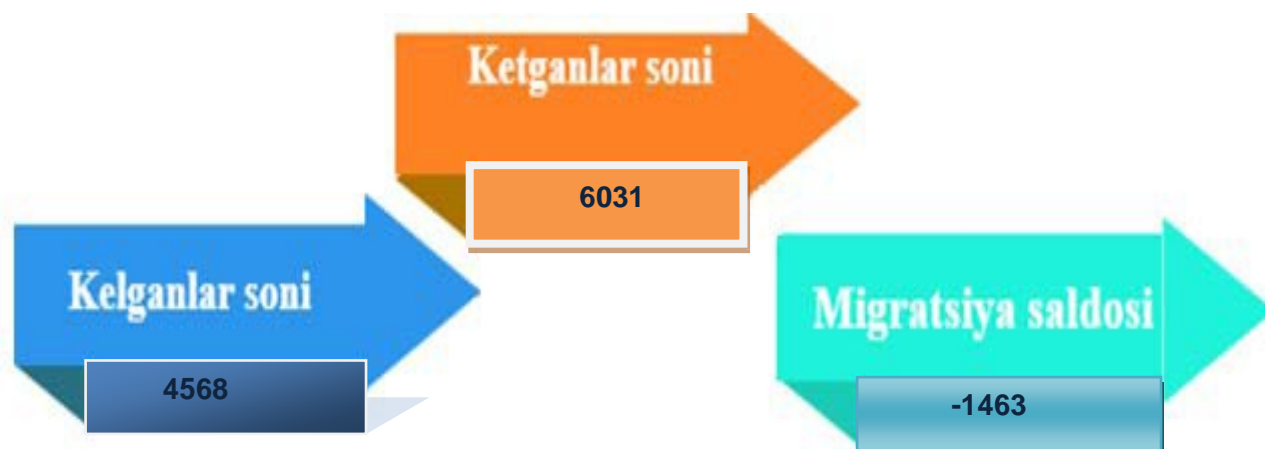 Ketganlar soni
6031
Kelganlar soni
4568
Migratsiya saldosi
-1463